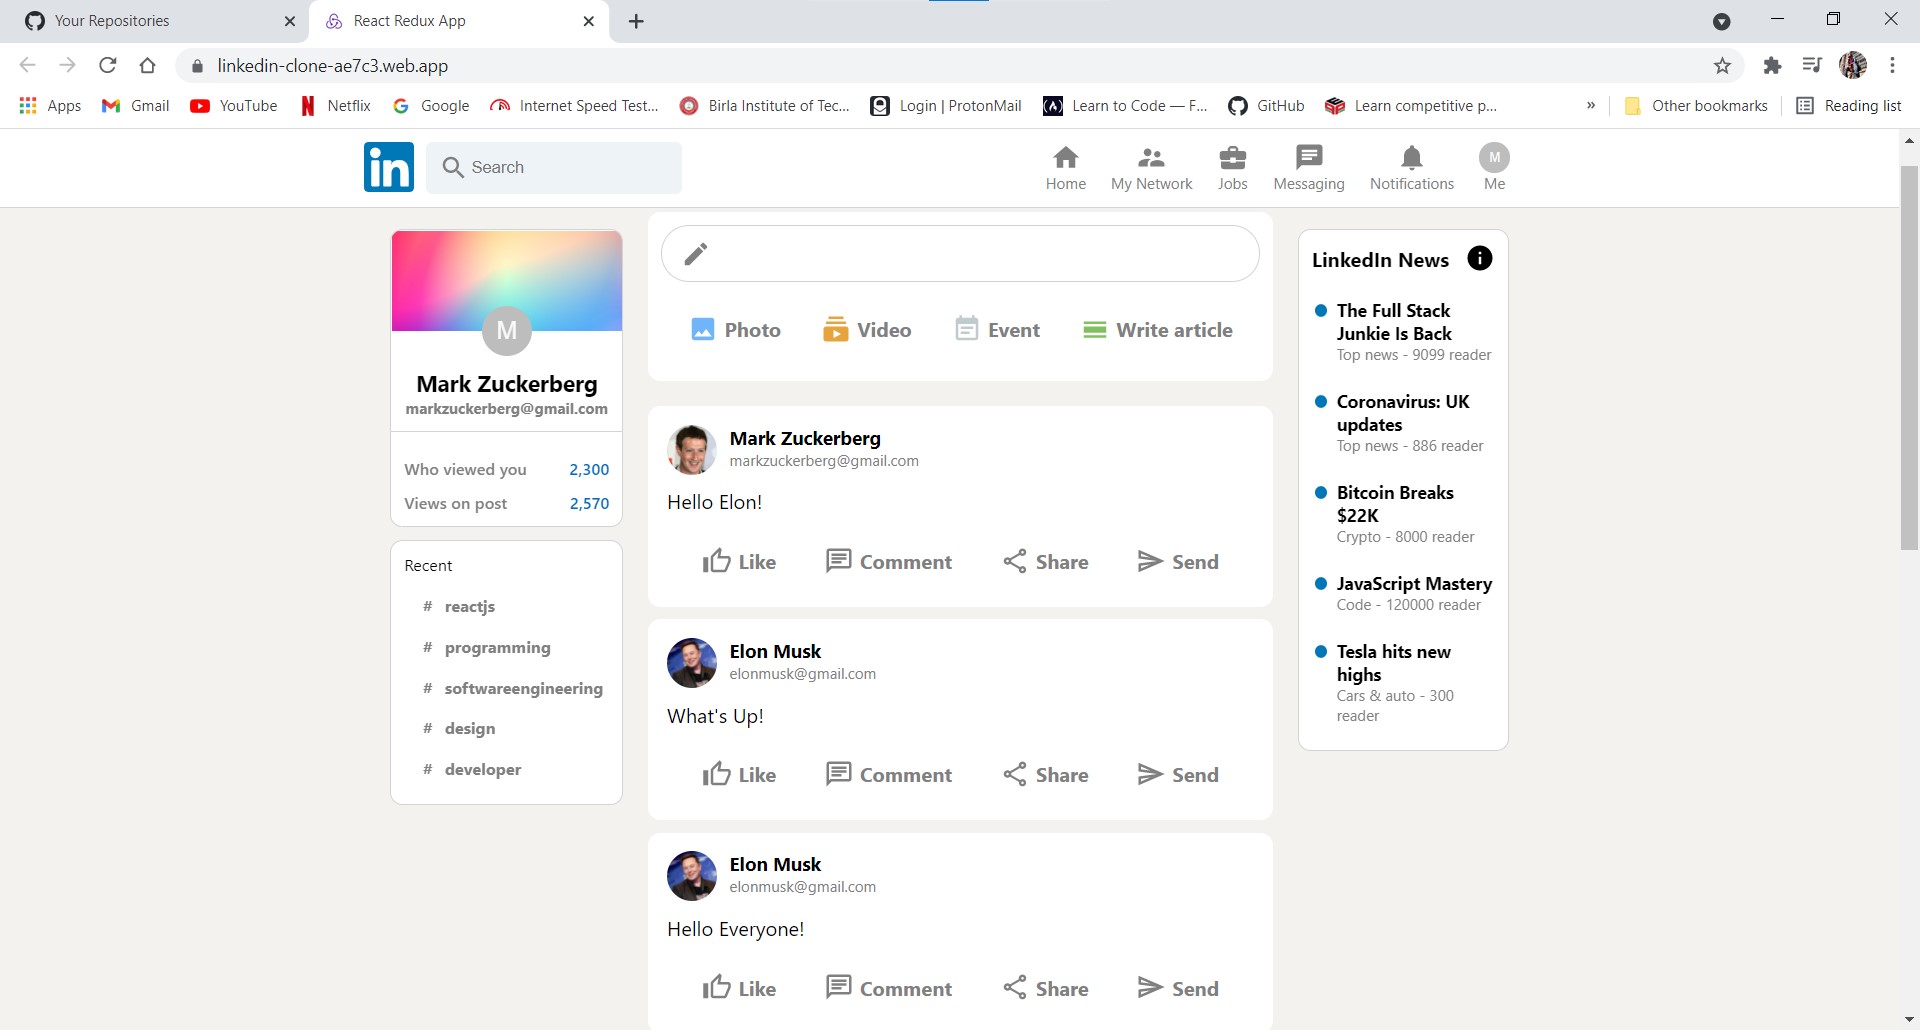 Your Repositories
React Redux App
linkedin-clone-ae7c3.web.app
Apps
Gmail
YouTube
Netflix
Google
Internet Speed Test...
Birla Institute of Tec...
Login | ProtonMail
Learn to Code — F...
GitHub
Learn competitive p...
»
Other bookmarks
Reading list
in
Search
Home
My Network
Jobs
Messaging
Notifications
M
Me
M
Mark Zuckerberg
markzuckerberg@gmail.com
Who viewed you 2,300
Views on post 2,570
Recent
# reactjs
# programming
# softwareengineering
# design
# developer
Photo
Video
Event
Write article
Mark Zuckerberg
markzuckerberg@gmail.com
Hello Elon!
Like
Comment
Share
Send
Elon Musk
elonmusk@gmail.com
What's Up!
Like
Comment
Share
Send
Elon Musk
elonmusk@gmail.com
Hello Everyone!
Like
Comment
Share
Send
LinkedIn News
The Full Stack
Junkie Is Back
Top news - 9099 reader
Coronavirus: UK
updates
Top news - 886 reader
Bitcoin Breaks
$22K
Crypto - 8000 reader
JavaScript Mastery
Code - 120000 reader
Tesla hits new
highs
Cars & auto - 300
reader